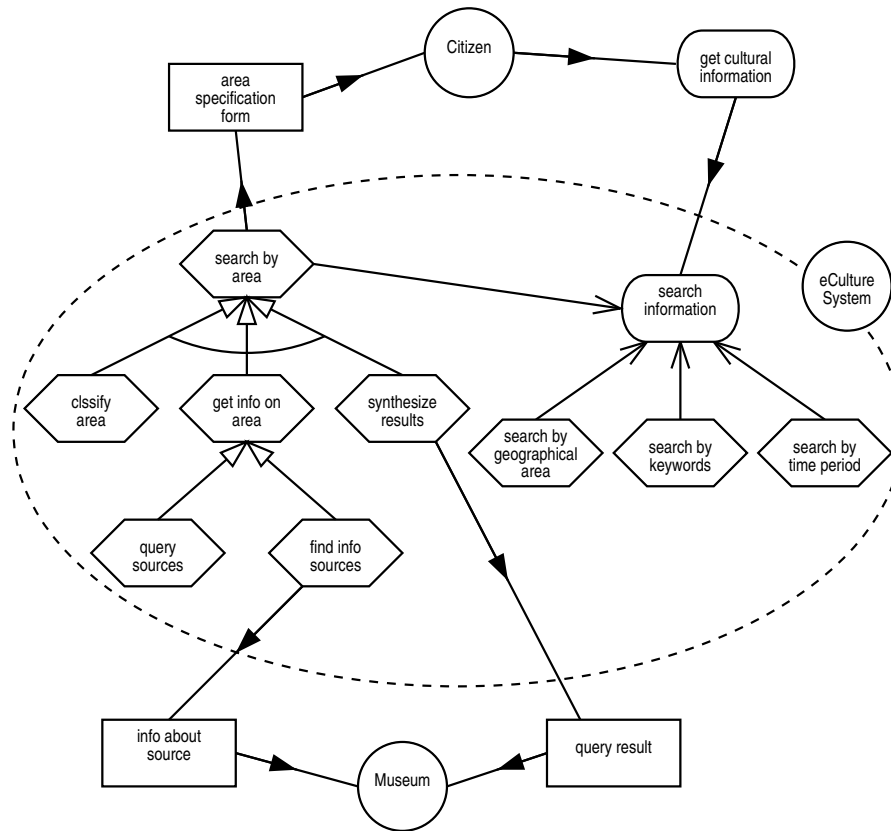 Citizen
get cultural
information
area
specification
form
search by
area
eCulture
System
search
information
clssify
area
get info on
area
synthesize
results
search by
geographical
area
search by
keywords
search by
time period
query
sources
find info
sources
info about
source
query result
Museum